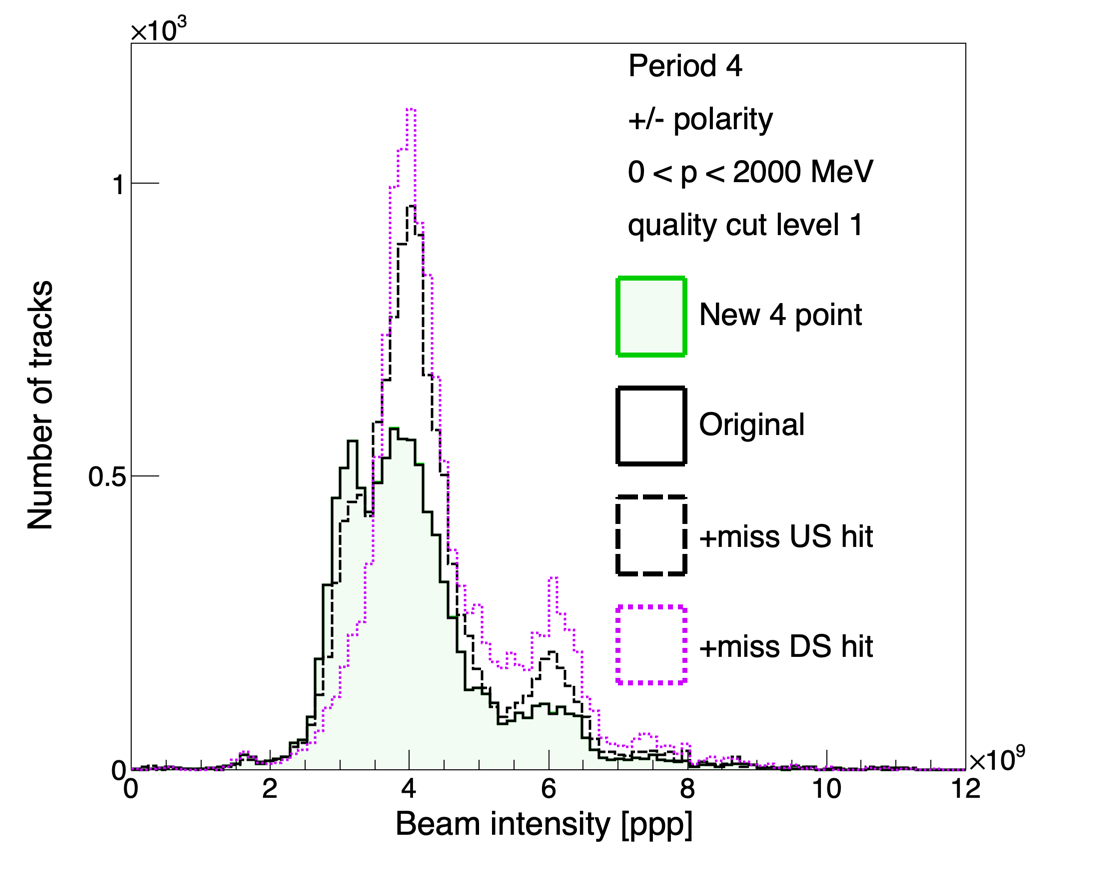 ×10³
Period 4
+/- polarity
0 < p < 2000 MeV
quality cut level 1
New 4 point
Original
+miss US hit
+miss DS hit
Number of tracks
1
0.5
0
0 2 4 6 8 10 12
×10⁹
Beam intensity [ppp]